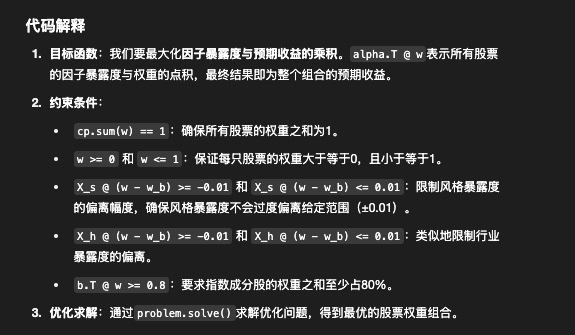 代码解释
1. 目标函数：我们要最大化因子暴露度与预期收益的乘积。alpha.T @ w表示所有股票
的因子暴露度与权重的点积，最终结果即为整个组合的预期收益。
2. 约束条件：
• cp.sum(w) == 1：确保所有股票的权重之和为1。
• w >= 0 和 w <= 1：保证每只股票的权重大于等于0，且小于等于1。
• X_s @ (w - w_b) >= -0.01 和 X_s @ (w - w_b) <= 0.01：限制风格暴露度
的偏离幅度，确保风格暴露度不会过度偏离给定范围（±0.01）。
• X_h @ (w - w_b) >= -0.01 和 X_h @ (w - w_b) <= 0.01：类似地限制行业
暴露度的偏离。
• b.T @ w >= 0.8：要求指数成分股的权重之和至少占80%。
3. 优化求解：通过problem.solve()求解优化问题，得到最优的股票权重组合。